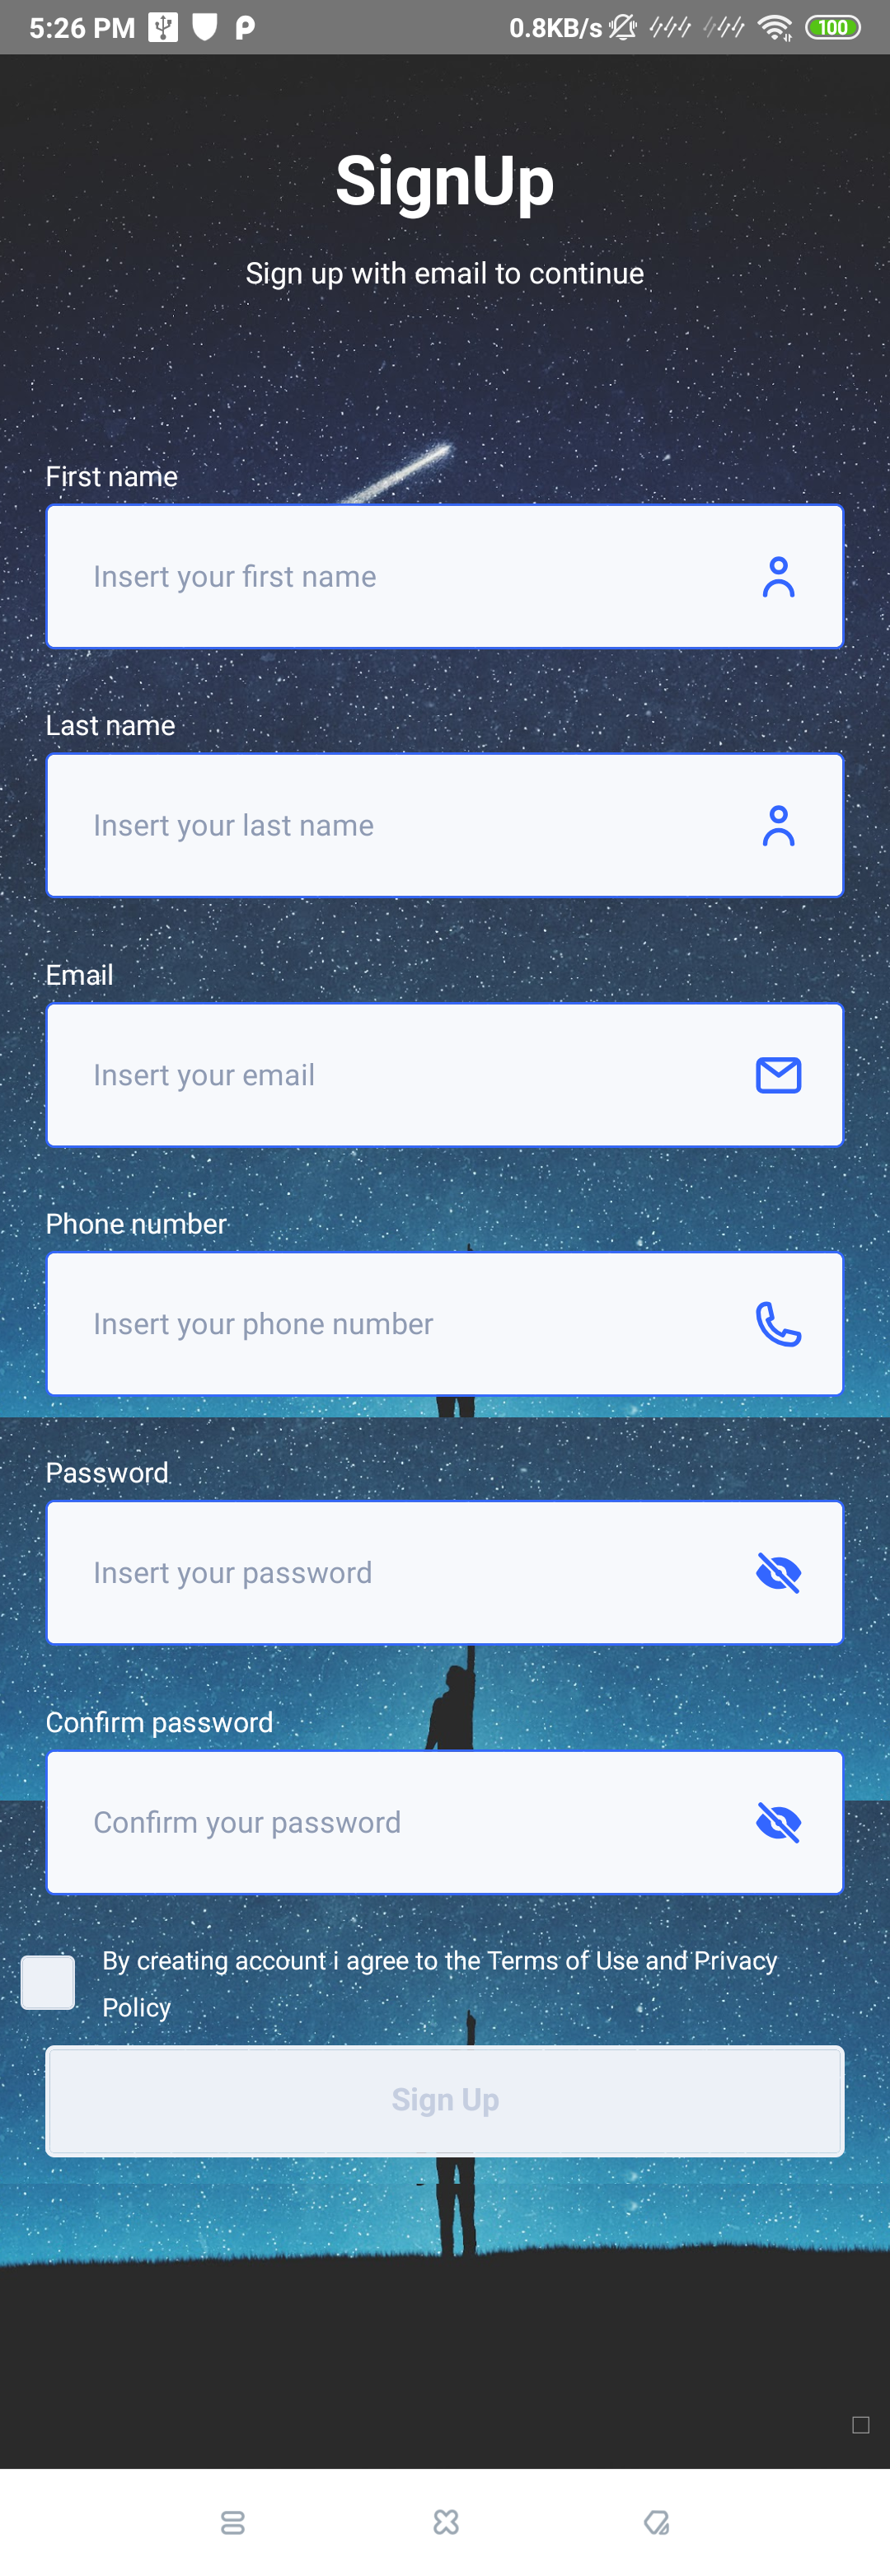 5:26 PM
0.8KB/s
100
SignUp
Sign up with email to continue
First name
Insert your first name
Last name
Insert your last name
Email
Insert your email
Phone number
Insert your phone number
Password
Insert your password
Confirm password
Confirm your password
By creating account i agree to the Terms of Use and Privacy
Policy
Sign Up